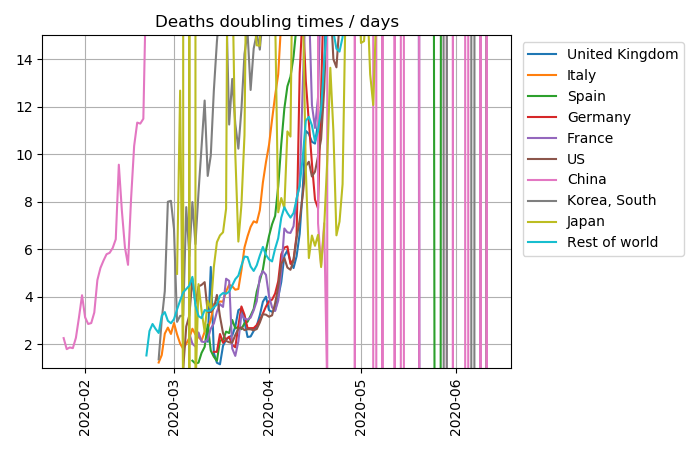 Deaths doubling times / days
14
12
10
8
6
4
2
2020-02
2020-03
2020-04
2020-05
2020-06
United Kingdom
Italy
Spain
Germany
France
US
China
Korea, South
Japan
Rest of world